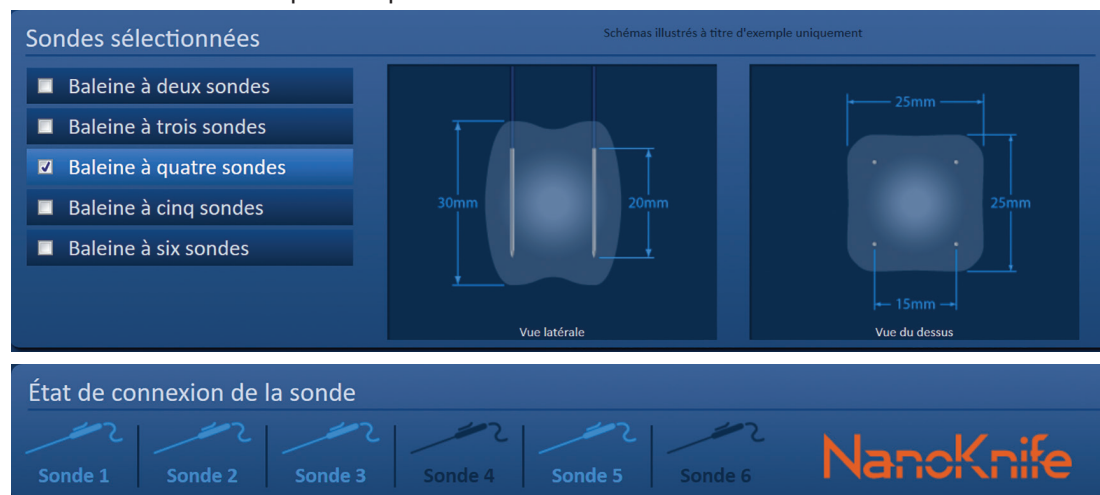 Sondes sélectionnées
Schémas illustrés à titre d'exemple uniquement
Baleine à deux sondes
Baleine à trois sondes
Baleine à quatre sondes
Baleine à cinq sondes
Baleine à six sondes
30mm
20mm
Vue latérale
25mm
25mm
15mm
Vue du dessus
État de connexion de la sonde
Sonde 1
Sonde 2
Sonde 3
Sonde 4
Sonde 5
Sonde 6
NanoKnife